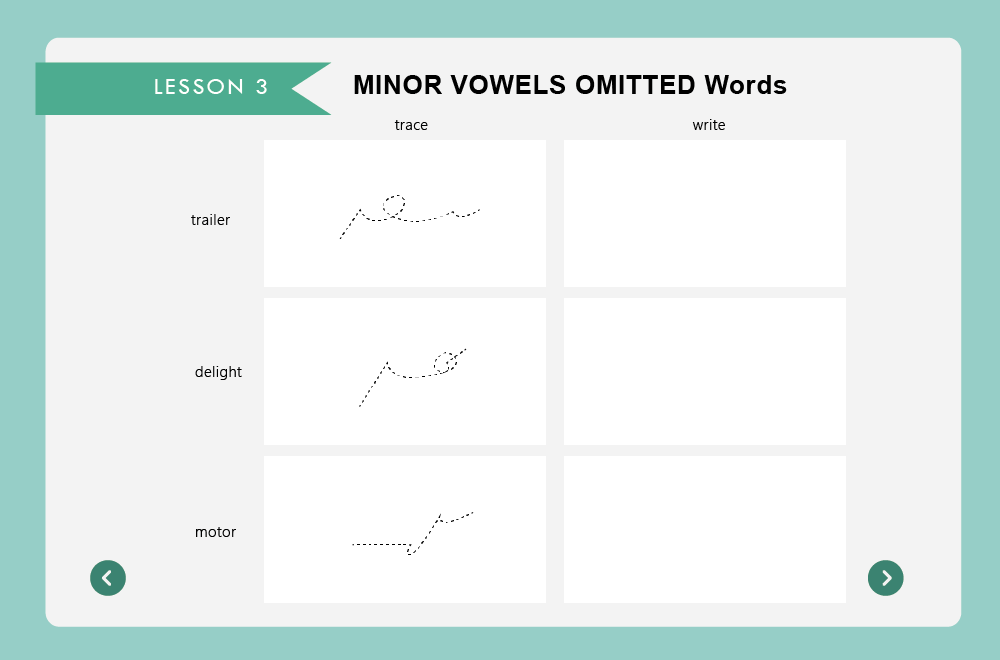 LESSON 3
MINOR VOWELS OMITTED Words
trace write
trailer
delight
motor